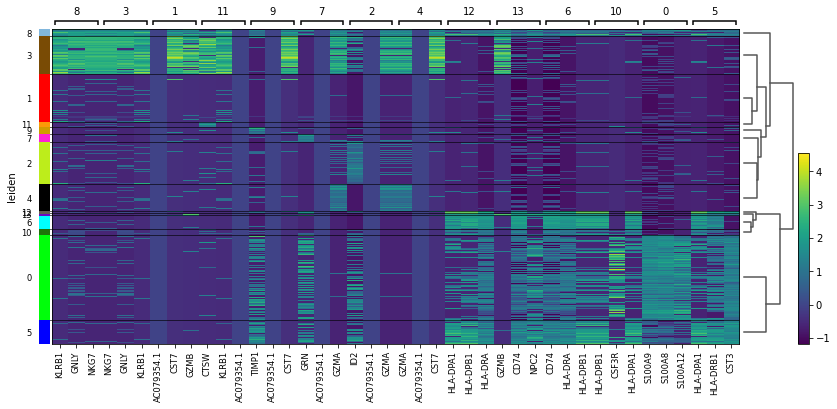 8 3 1 11 9 7 2 4 12 13 6 10 0 5
leiden
8
3
1
11
9
7
2
4
6
10
0
5
4
3
2
1
0
−1
KLRB1
GNLY
NKG7
NKG7
GNLY
KLRB1
AC079354.1
CST7
GZMB
CTSW
KLRB1
AC079354.1
TIMP1
AC079354.1
CST7
GRN
AC079354.1
GZMA
ID2
AC079354.1
GZMA
GZMA
AC079354.1
CST7
HLA-DPA1
HLA-DPB1
HLA-DRA
GZMB
CD74
NPC2
CD74
HLA-DRA
HLA-DPB1
HLA-DPB1
CSF3R
HLA-DPA1
S100A9
S100A8
S100A12
HLA-DPA1
HLA-DRB1
CST3